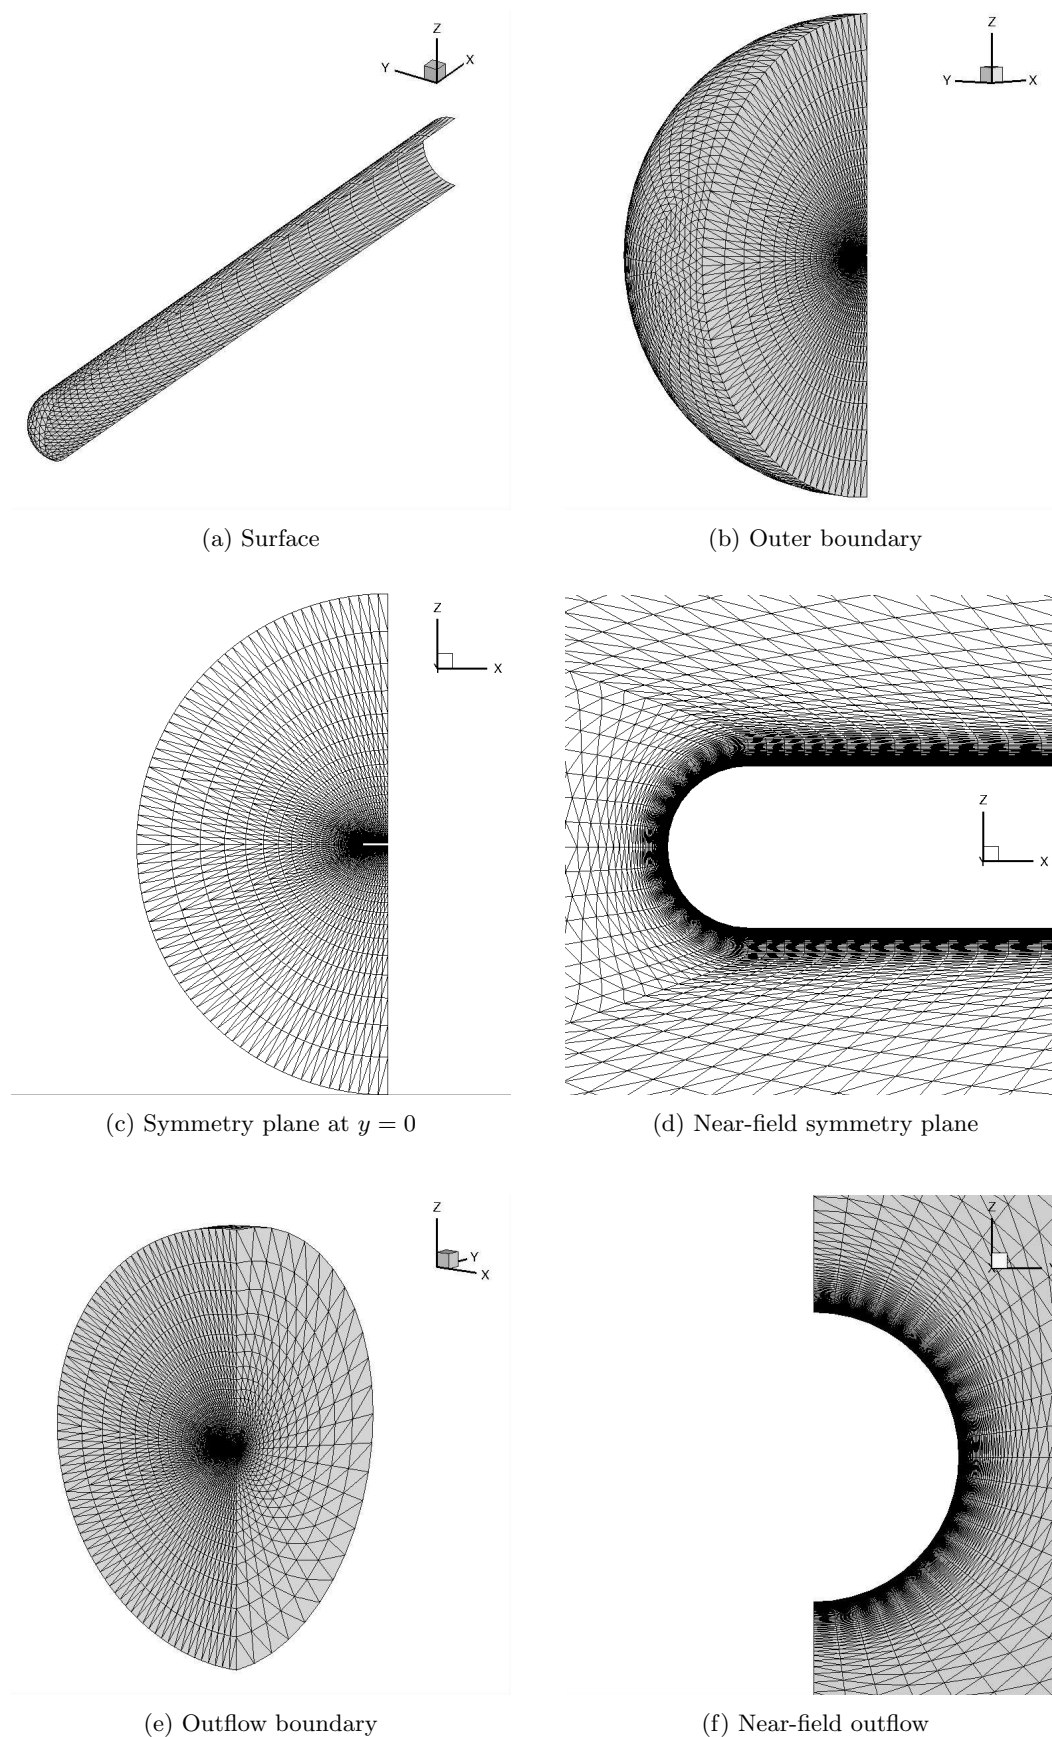 Z
Y
X
Z
Y
X
(a) Surface
(b) Outer boundary
Z
X
Z
X
(c) Symmetry plane at y = 0
(d) Near-field symmetry plane
Z
Y
X
Z
(e) Outflow boundary
(f) Near-field outflow